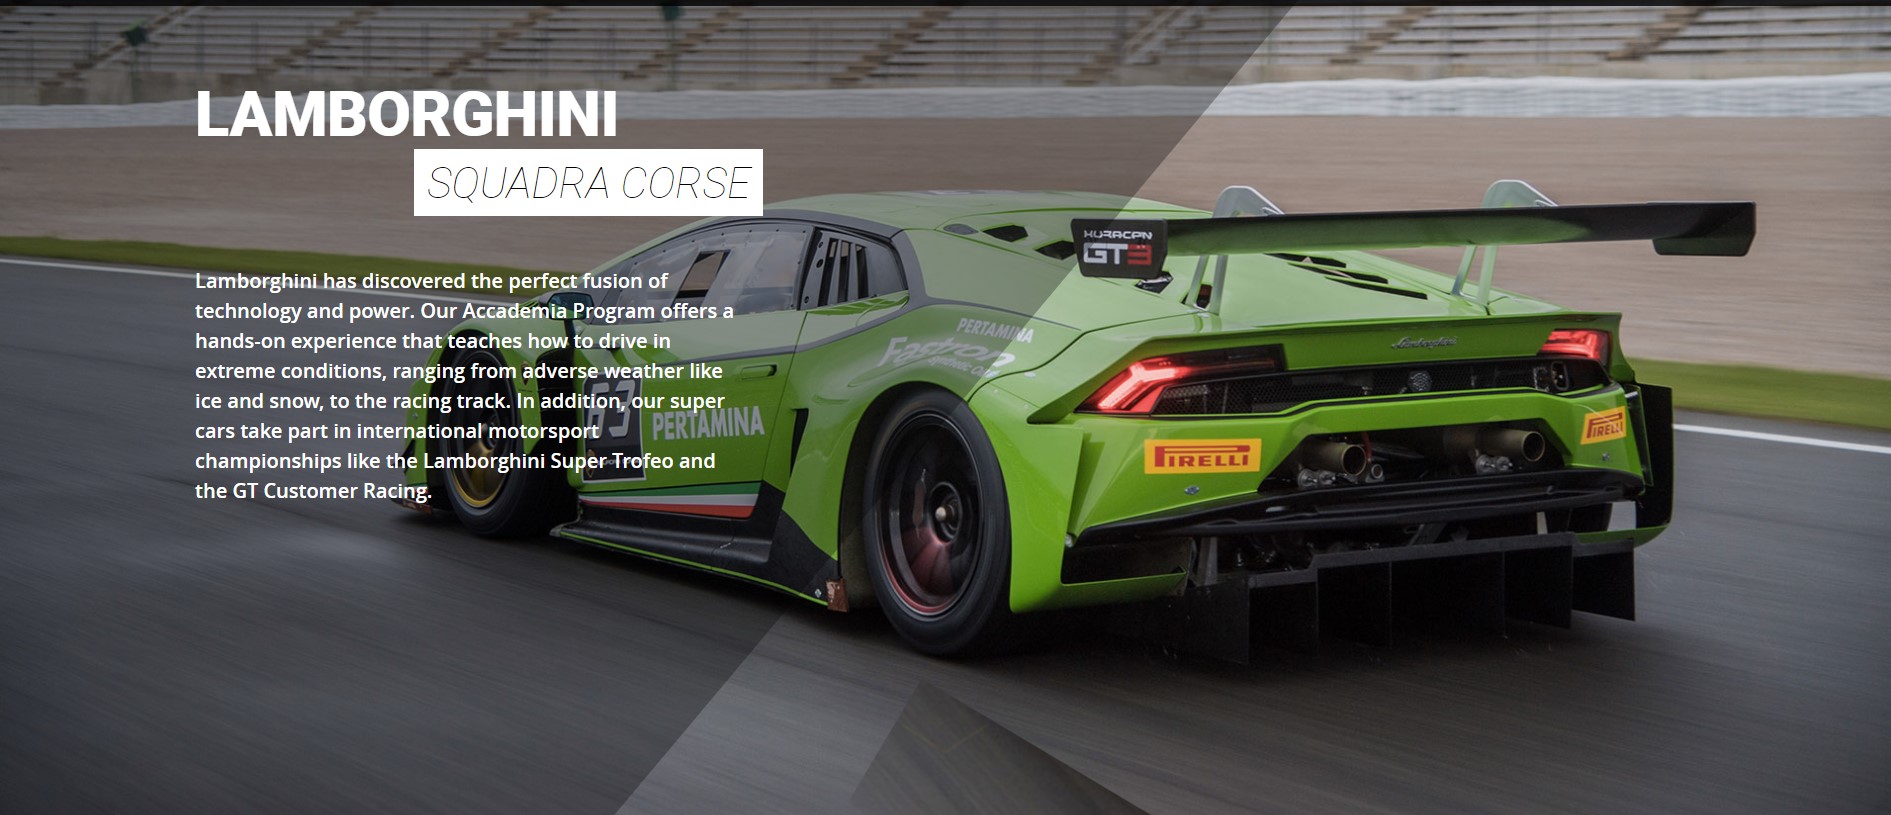 LAMBORGHINI
SQUADRA CORSE
Lamborghini has discovered the perfect fusion of
technology and power. Our Accademia Program offers a
hands-on experience that teaches how to drive in
extreme conditions, ranging from adverse weather like
ice and snow, to the racing track. In addition, our super
cars take part in international motorsport
championships like the Lamborghini Super Trofeo and
the GT Customer Racing.
HURACAN
GT3
PERTAMINA
Fastron
63
PERTAMINA
Lamborghini
PIRELLI
PIRELLI